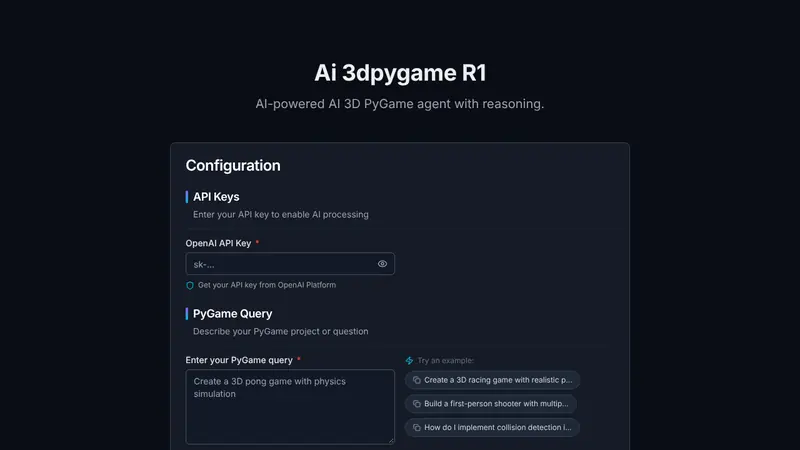 Ai 3dpygame R1
AI-powered AI 3D PyGame agent with reasoning.
Configuration
API Keys
Enter your API key to enable AI processing
OpenAI API Key *
sk-...
Get your API key from OpenAI Platform
PyGame Query
Describe your PyGame project or question
Enter your PyGame query *
Create a 3D pong game with physics
simulation
Try an example:
Create a 3D racing game with realistic p...
Build a first-person shooter with multip...
How do I implement collision detection i...